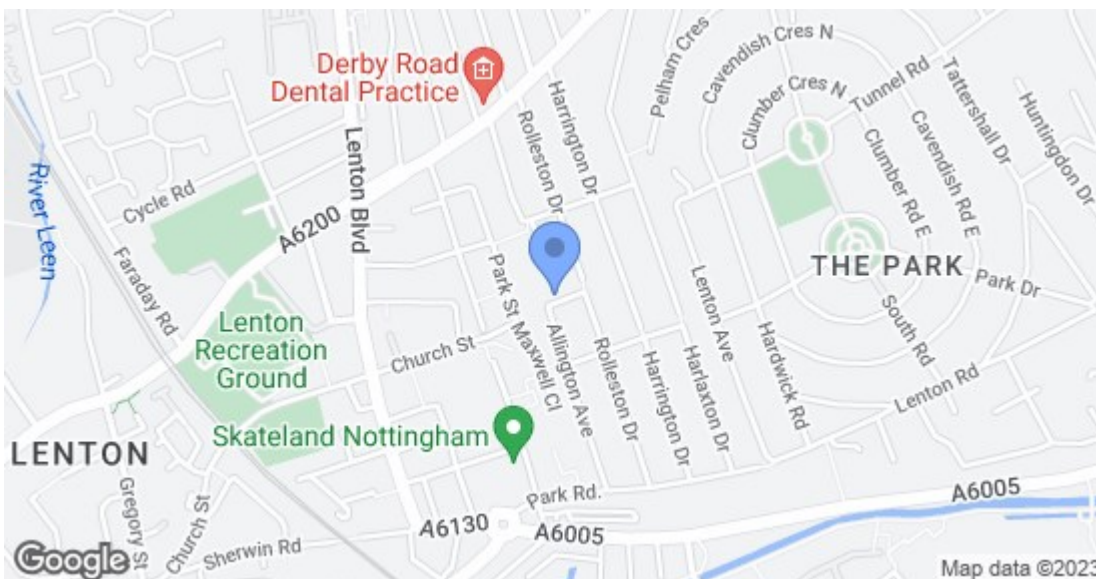 Derby Road
Dental Practice
Lenton Blvd
Cycle Rd
River Leen
Faraday Rd
A6200
Rolleston Dr
Harrington Dr
Pelham Cres
Cavendish Cres N
Clumber Cres N
Tunnel Rd
Tattershall Dr
Huntingdon Dr
Clumber Rd E
Cavendish Rd E
THE PARK
Park Dr
South Rd
Lenton
Recreation
Ground
Church St
Park St
Maxwell Cl
Allington Ave
Rolleston Dr
Harrington Dr
Harlaxton Dr
Lenton Ave
Hardwick Rd
Lenton Rd
Skateland Nottingham
LENTON
Gregory St
Church St
Sherwin Rd
A6130
Park Rd.
A6005
A6005
Google
Map data ©2023